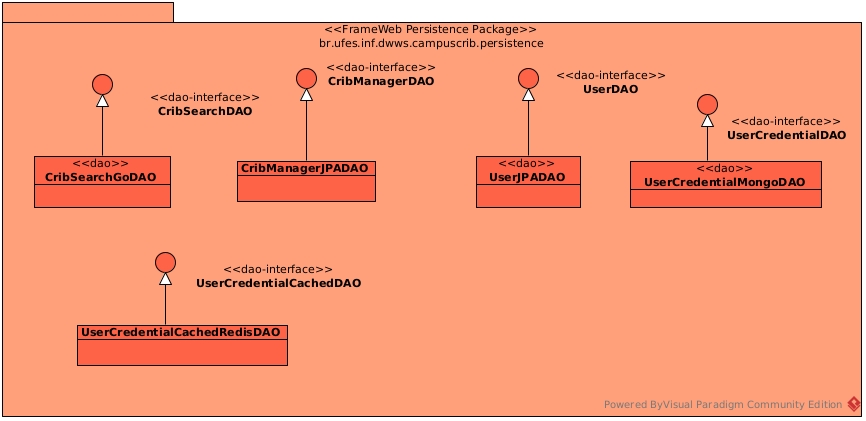 <<FrameWeb Persistence Package>>
br.ufes.inf.dwws.campuscrib.persistence
<<dao-interface>>
CribSearchDAO
<<dao-interface>>
CribManagerDAO
<<dao-interface>>
UserDAO
<<dao-interface>>
UserCredentialDAO
<<dao>>
CribSearchGoDAO
CribManagerJPADAO
<<dao>>
UserJPADAO
<<dao>>
UserCredentialMongoDAO
<<dao-interface>>
UserCredentialCachedDAO
UserCredentialCachedRedisDAO
Powered ByVisual Paradigm Community Edition